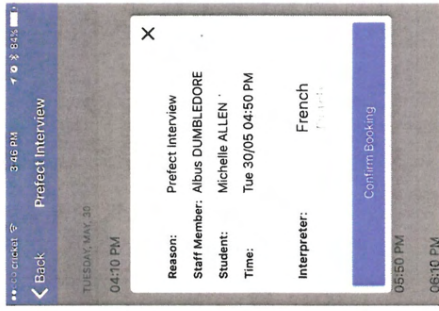 cricket 3:46 PM 84%
Back Prefect Interview
TUESDAY, MAY, 30
04:10 PM
X
Reason: Prefect Interview
Staff Member: Albus DUMBLEDORE
Student: Michelle ALLEN
Time: Tue 30/05 04:50 PM
Interpreter: French
Confirm Booking
05:50 PM
06:10 PM